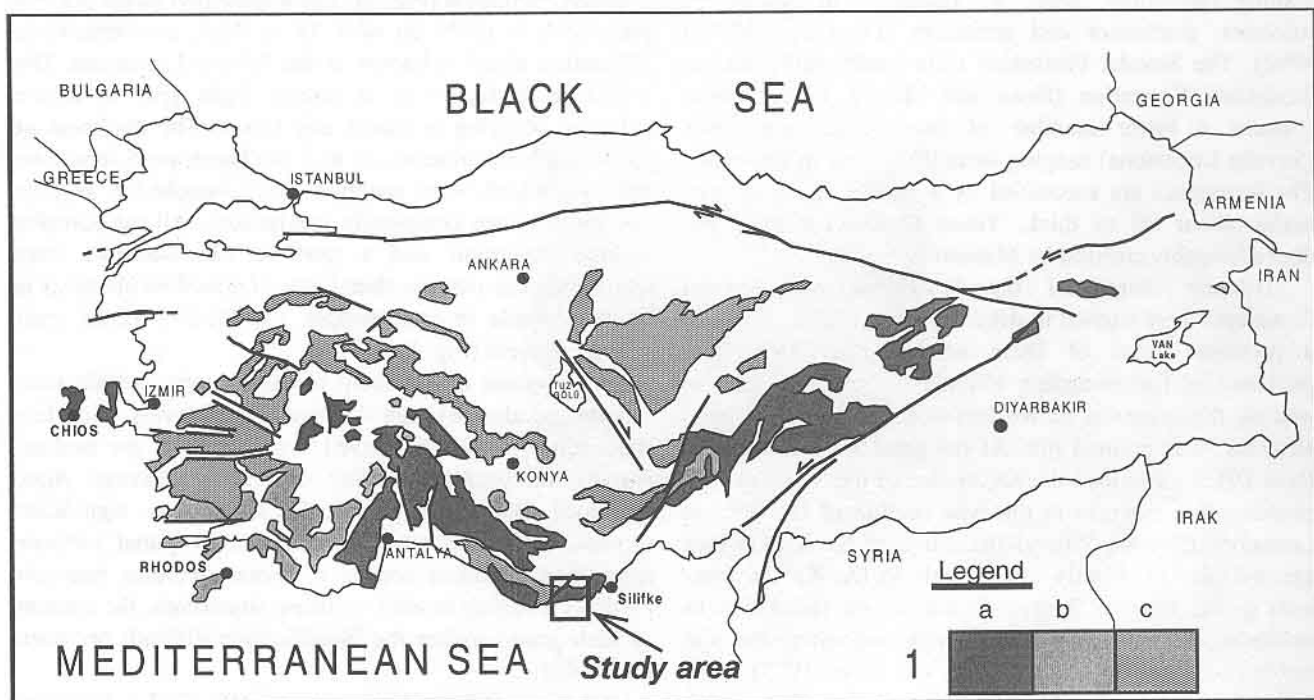 BULGARIA
BLACK SEA
GEORGIA
GREECE
ISTANBUL
ARMENIA
ANKARA
IRAN
VAN
Lake
TUZ
GÖLÜ
IZMIR
CHIOS
DIYARBAKIR
KONYA
IRAK
ANTALYA
SYRIA
RHODOS
Silifke
Legend
a b c
MEDITERRANEAN SEA
Study area
1